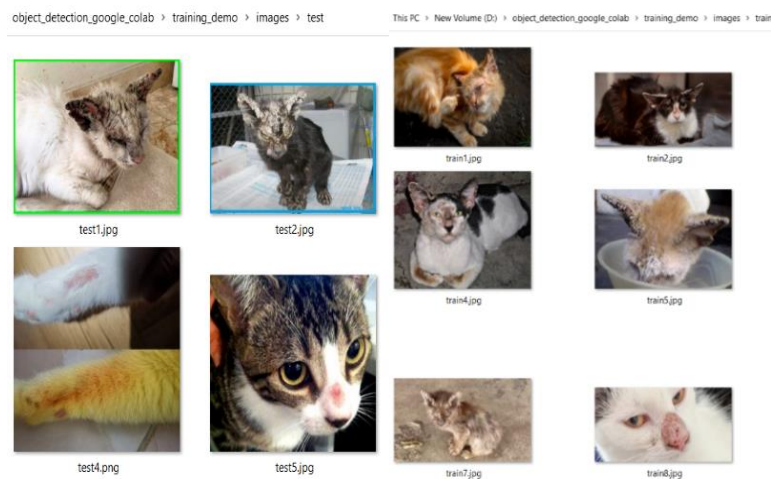 object_detection_google_colab > training_demo > images > test
test1.jpg
test2.jpg
test4.png
test5.jpg
This PC > New Volume (D:) > object_detection_google_colab > training_demo > images > train
train1.jpg
train2.jpg
train4.jpg
train5.jpg
train7.jpg
train8.jpg